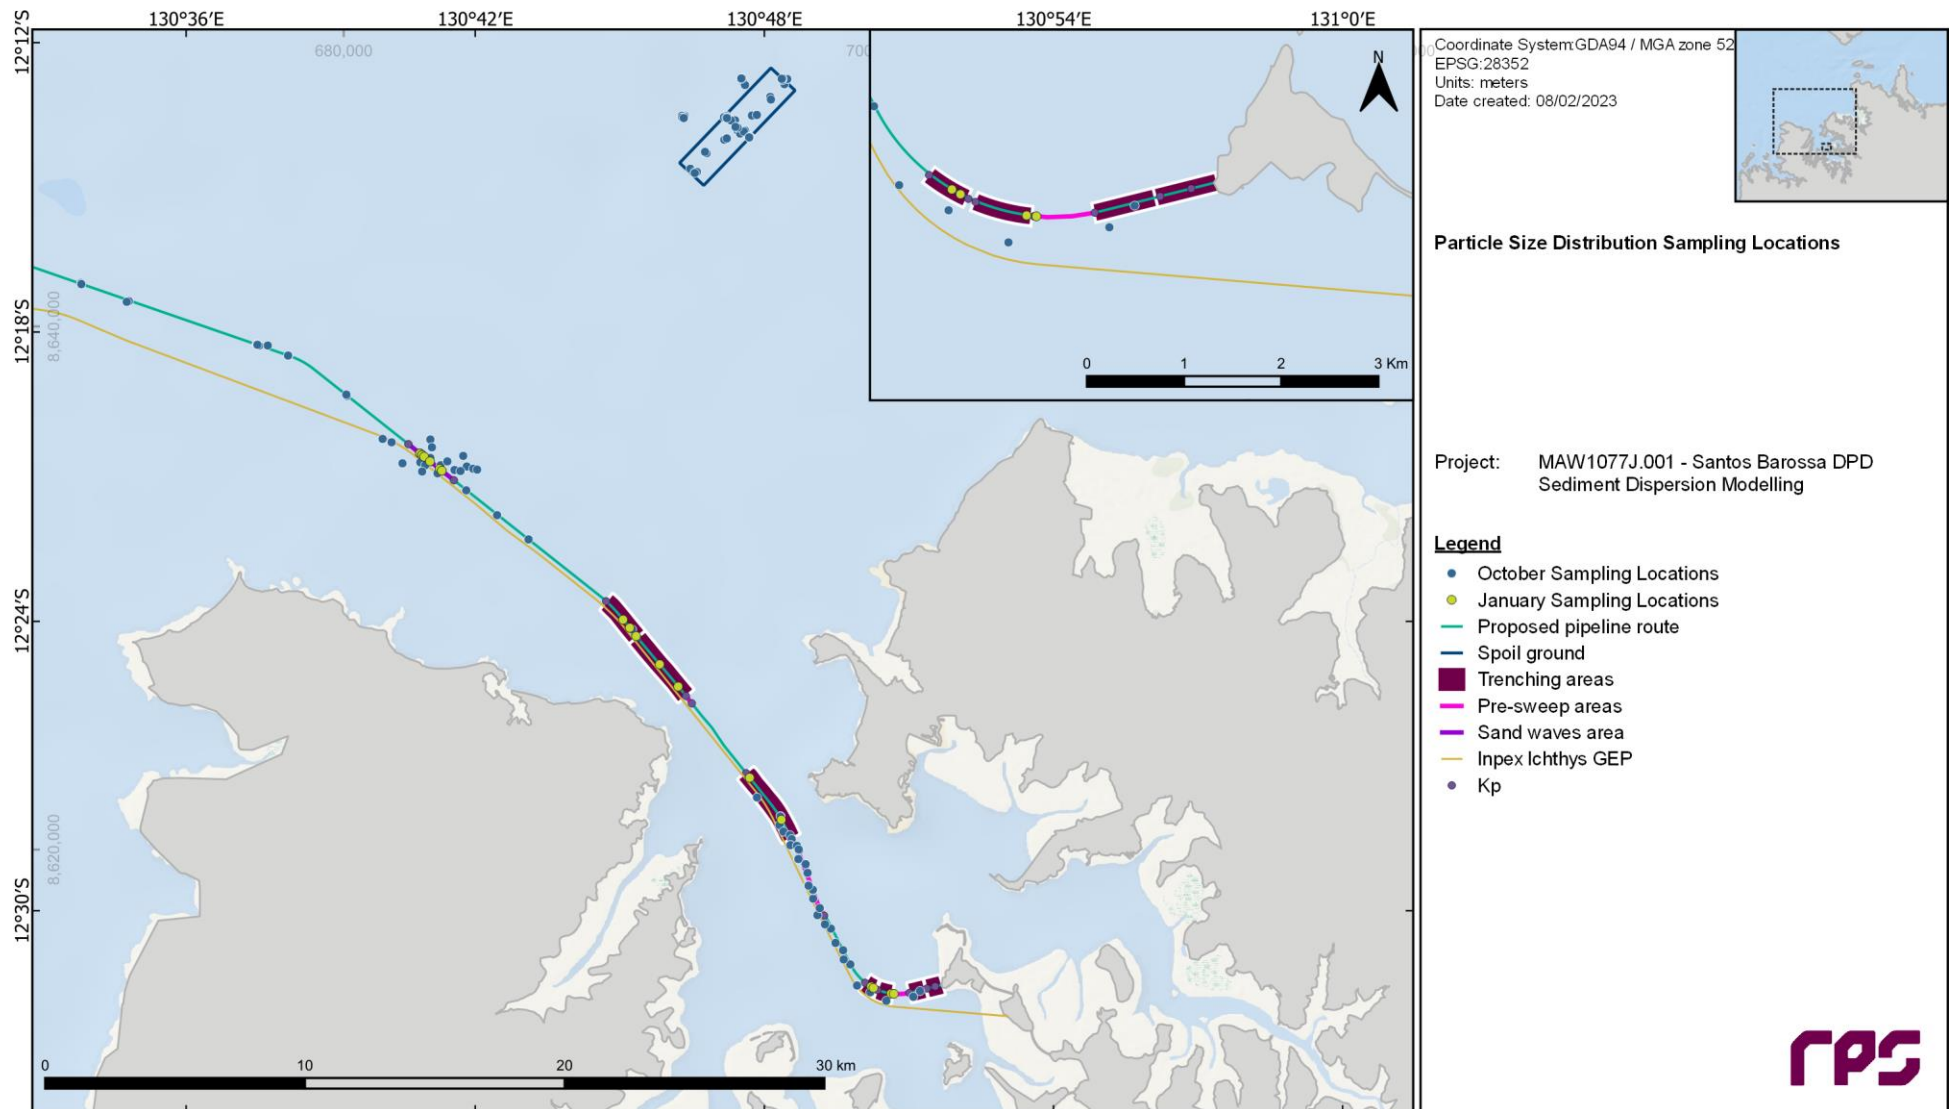 130°36′E 130°42′E 130°48′E 130°54′E 131°0′E
12°12′S
680,000
N
12°18′S
8,640,000
0 1 2 3 Km
12°24′S
8,620,000
12°30′S
0 10 20 30 km
Coordinate System:GDA94 / MGA zone 52
EPSG:28352
Units: meters
Date created: 08/02/2023
Particle Size Distribution Sampling Locations
Project: MAW1077J.001 - Santos Barossa DPD
Sediment Dispersion Modelling
Legend
October Sampling Locations
January Sampling Locations
Proposed pipeline route
Spoil ground
Trenching areas
Pre-sweep areas
Sand waves area
Inpex Ichthys GEP
Kp
rps